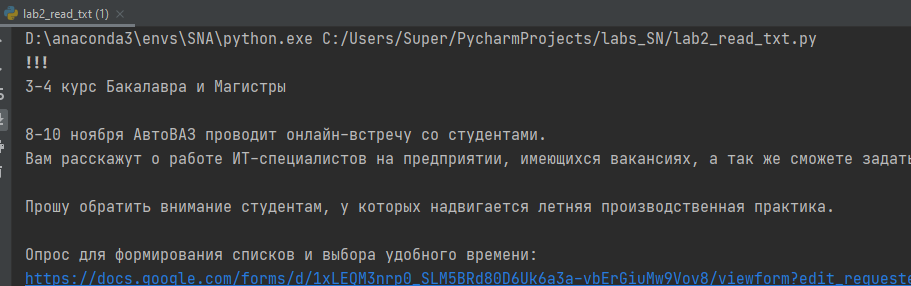 lab2_read_txt (1)
D:\anaconda3\envs\SNA\python.exe C:/Users/Super/PycharmProjects/labs_SN/lab2_read_txt.py
!!!
3-4 курс Бакалавра и Магистры
8-10 ноября АвтоВАЗ проводит онлайн-встречу со студентами.
Вам расскажут о работе ИТ-специалистов на предприятии, имеющихся вакансиях, а так же сможете задать
Прошу обратить внимание студентам, у которых надвигается летняя производственная практика.
Опрос для формирования списков и выбора удобного времени:
https://docs.google.com/forms/d/1xLEQM3nrp0_SLM5BRd80D6Uk6a3a-vbErGiuMw9Vov8/viewform?edit_requeste